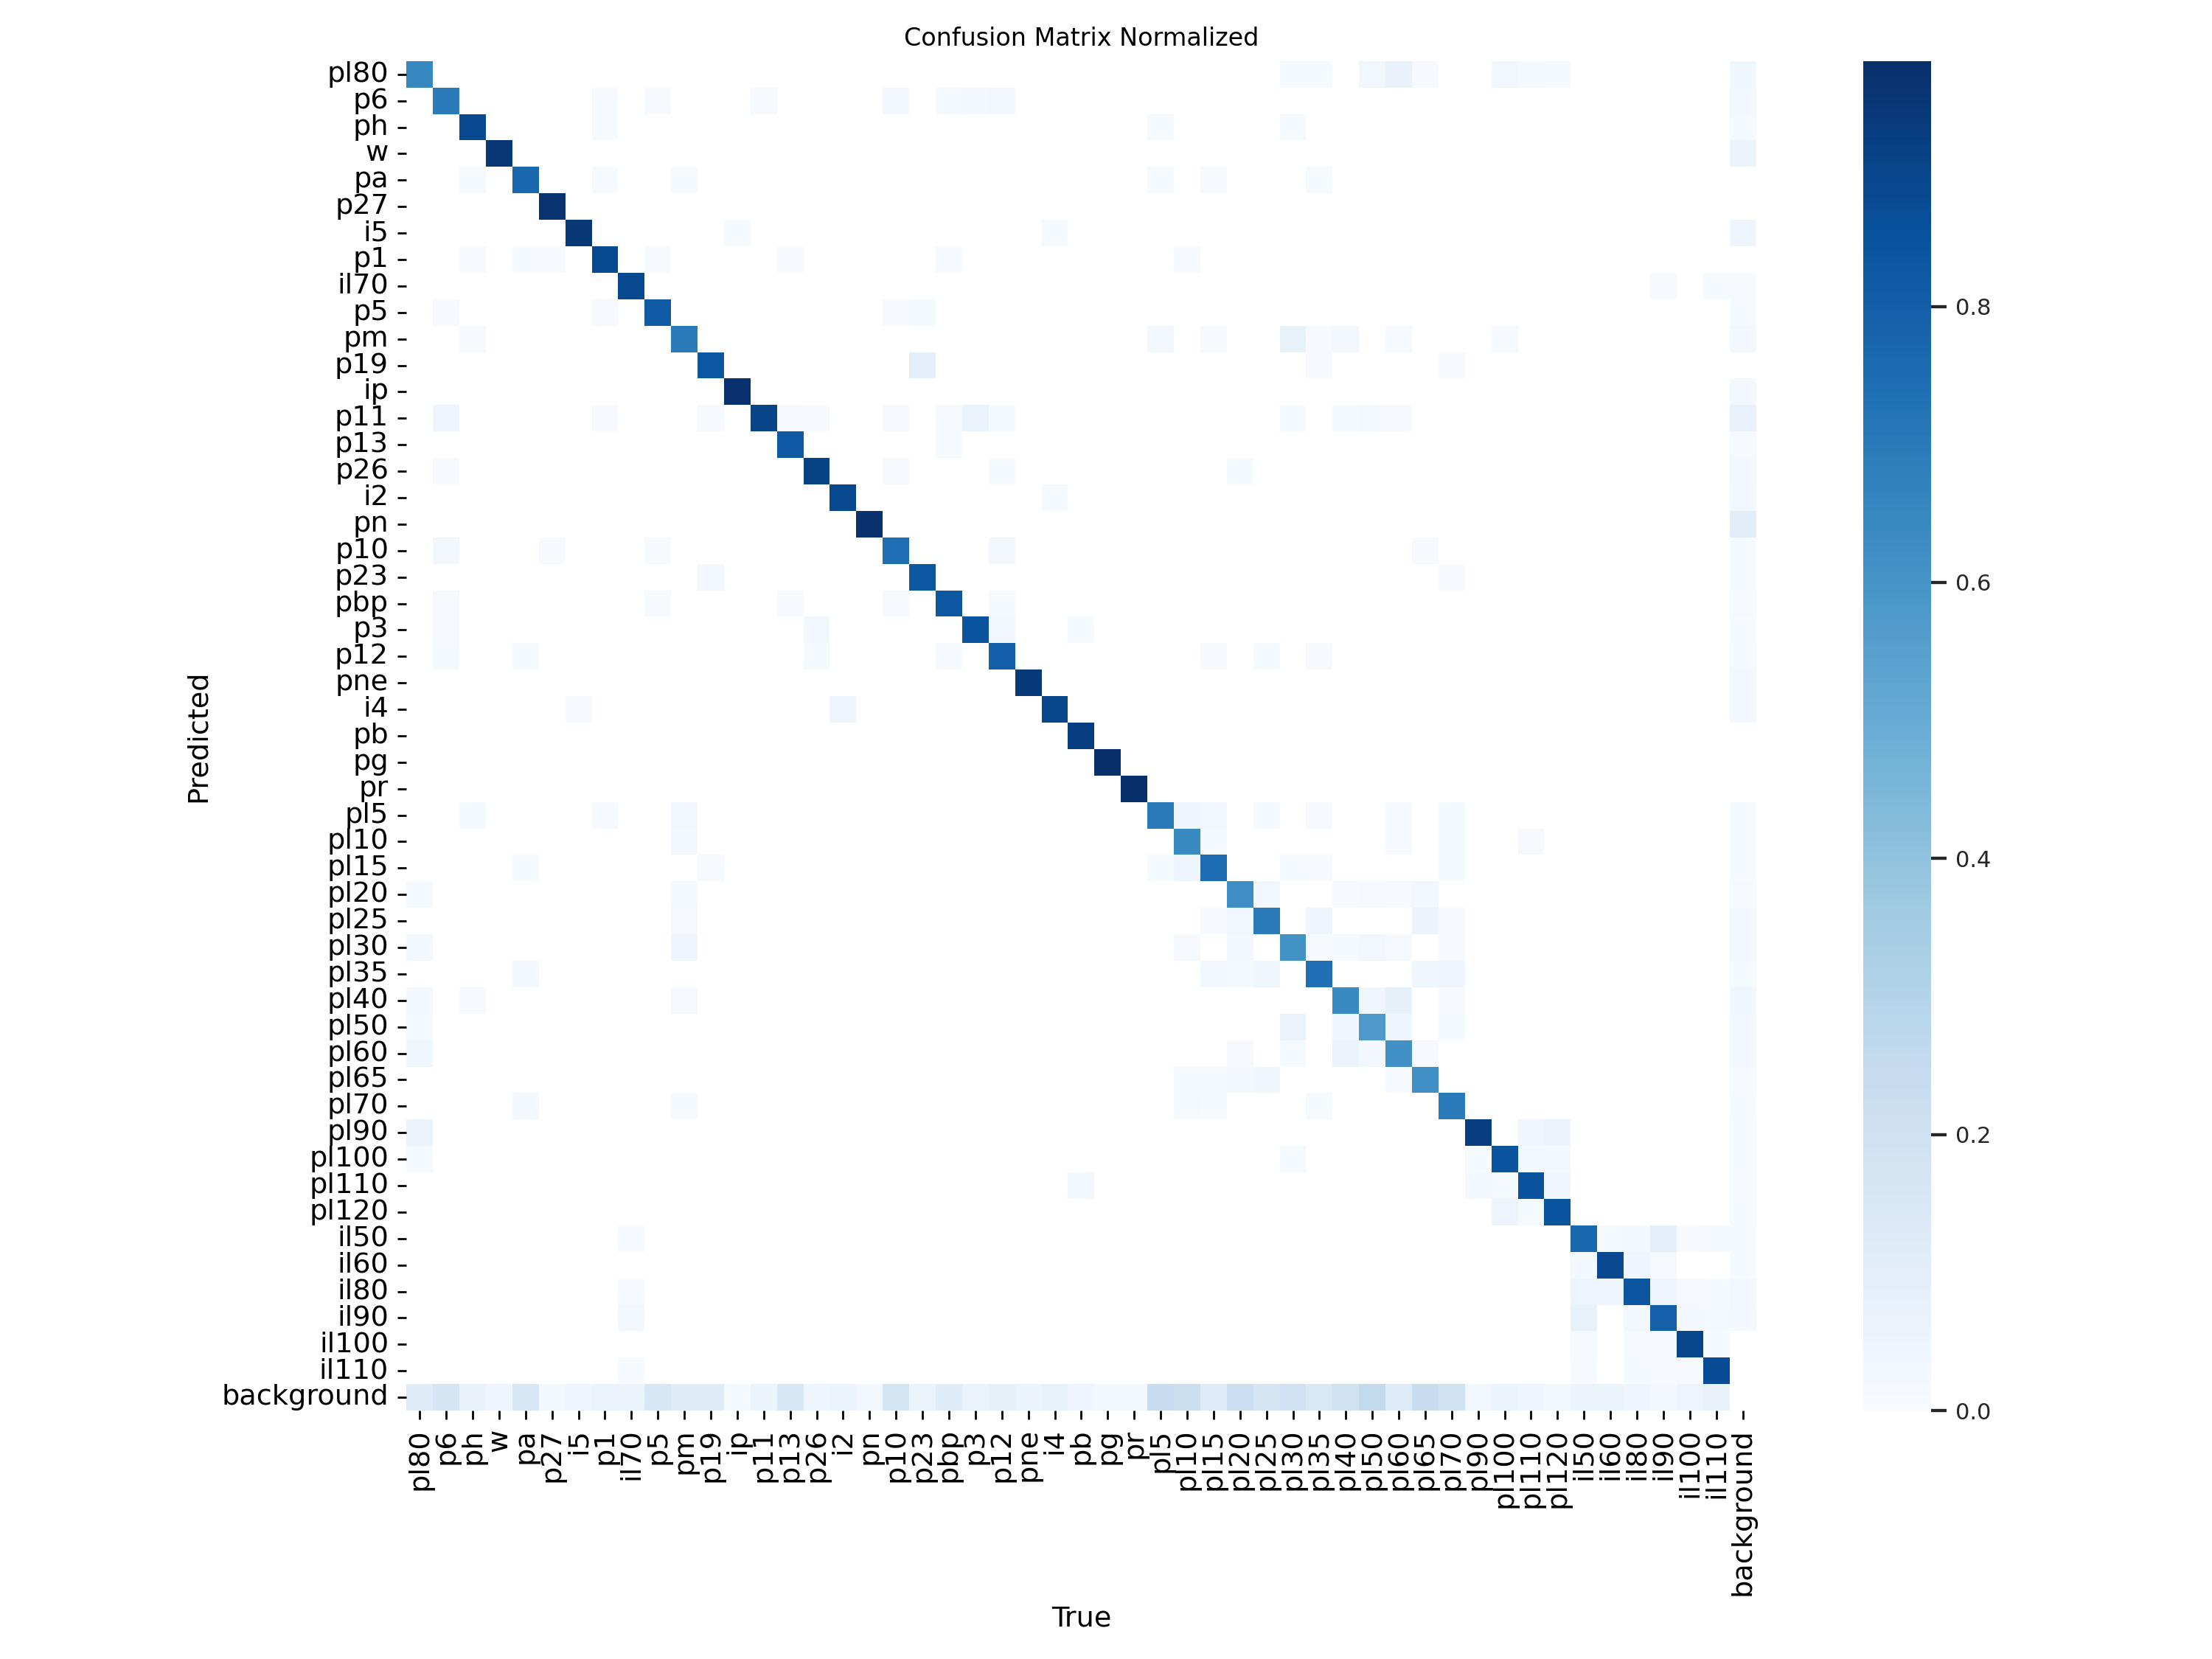 Confusion Matrix Normalized
pl80
p6
ph
w
pa
p27
i5
p1
il70
p5
pm
p19
ip
p11
p13
p26
i2
pn
p10
p23
pbp
p3
p12
pne
i4
pb
pg
pr
pl5
pl10
pl15
pl20
pl25
pl30
pl35
pl40
pl50
pl60
pl65
pl70
pl90
pl100
pl110
pl120
il50
il60
il80
il90
il100
il110
background
Predicted
pl80 p6 ph w pa p27 i5 p1 il70 p5 pm p19 ip p11 p13 p26 i2 pn p10 p23 pbp p3 p12 pne i4 pb pg pr pl5 pl10 pl15 pl20 pl25 pl30 pl35 pl40 pl50 pl60 pl65 pl70 pl90 pl100 pl110 pl120 il50 il60 il80 il90 il100 il110 background
True
0.8
0.6
0.4
0.2
0.0